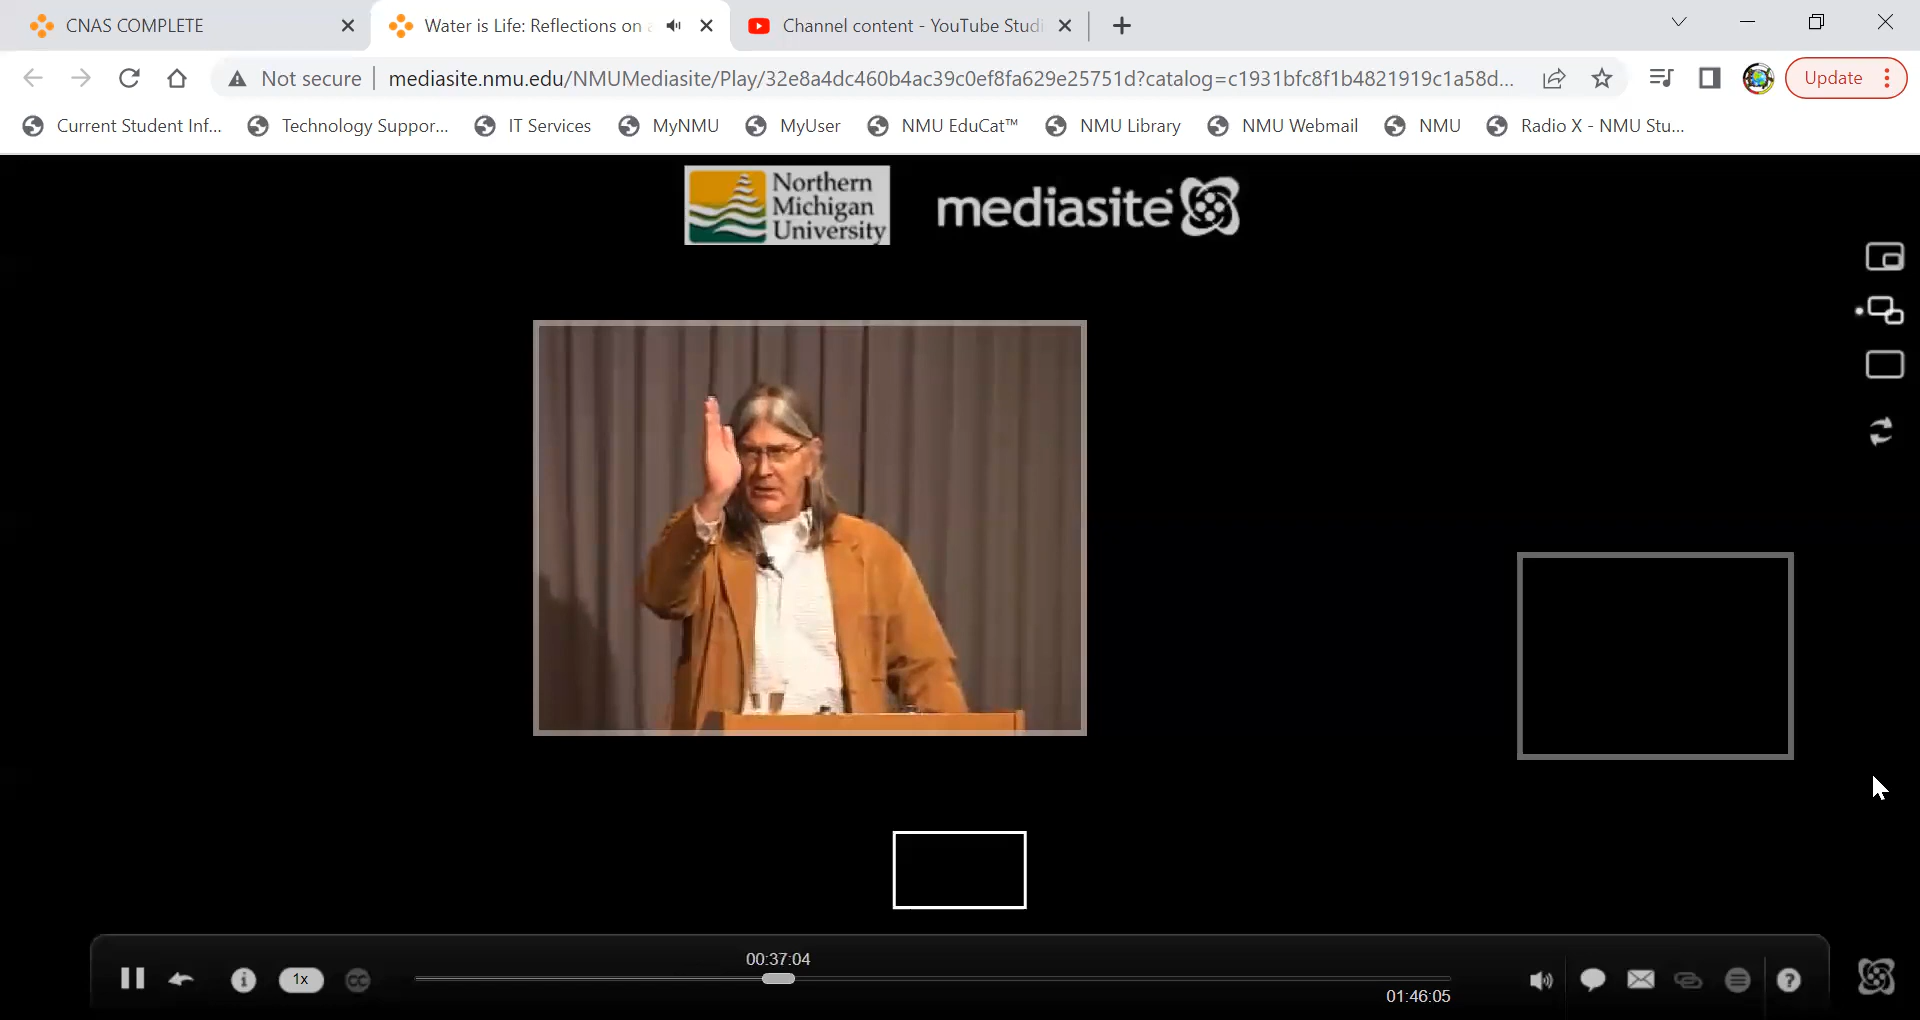 CNAS COMPLETE
Water is Life: Reflections on a
Channel content - YouTube Studi
Not secure
mediasite.nmu.edu/NMUMediasite/Play/32e8a4dc460b4ac39c0ef8fa629e25751d?catalog=c1931bfc8f1b4821919c1a58d...
Update
Current Student Inf...
Technology Suppor...
IT Services
MyNMU
MyUser
NMU EduCat™
NMU Library
NMU Webmail
NMU
Radio X - NMU Stu...
Northern
Michigan
University
mediasite
00:37:04
1x
CC
01:46:05